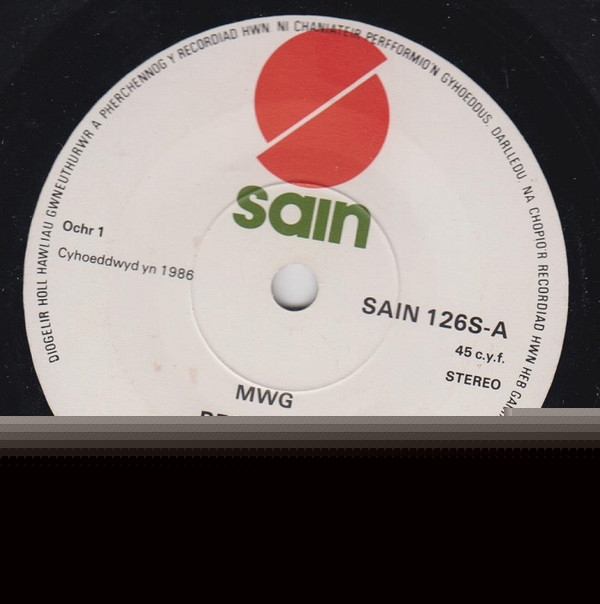 DIOGELIR HOLL HAWLIAU GWNEUTHURWR A PHERCHENNOG Y RECORDIAD HWN. NI CHANIATEIR PERFFORMIO'N GYHOEDDUS, DARLLEDU NA CHOPIO'R RECORDIAD HWN HEB
sain
Ochr 1
Cyhoeddwyd yn 1986
SAIN 126S-A
45 c.y.f.
STEREO
MWG